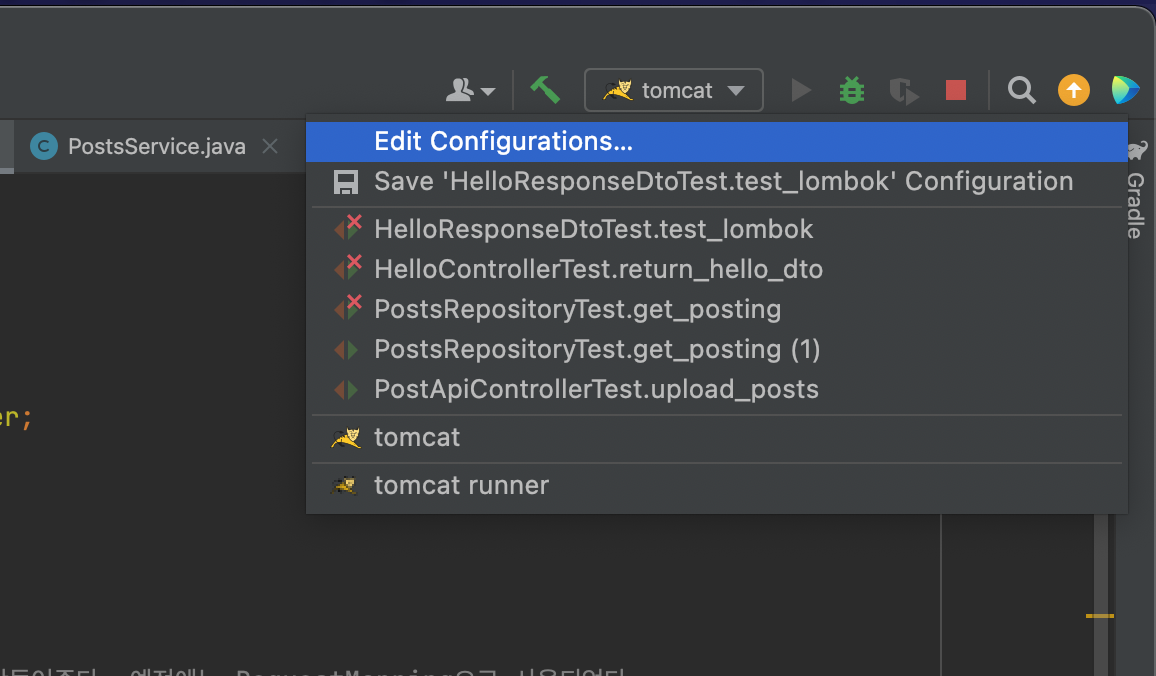 tomcat
PostsService.java
Edit Configurations...
Save 'HelloResponseDtoTest.test_lombok' Configuration
Gradle
HelloResponseDtoTest.test_lombok
HelloControllerTest.return_hello_dto
PostsRepositoryTest.get_posting
PostsRepositoryTest.get_posting (1)
PostApiControllerTest.upload_posts
er;
tomcat
tomcat runner
RequestMapping